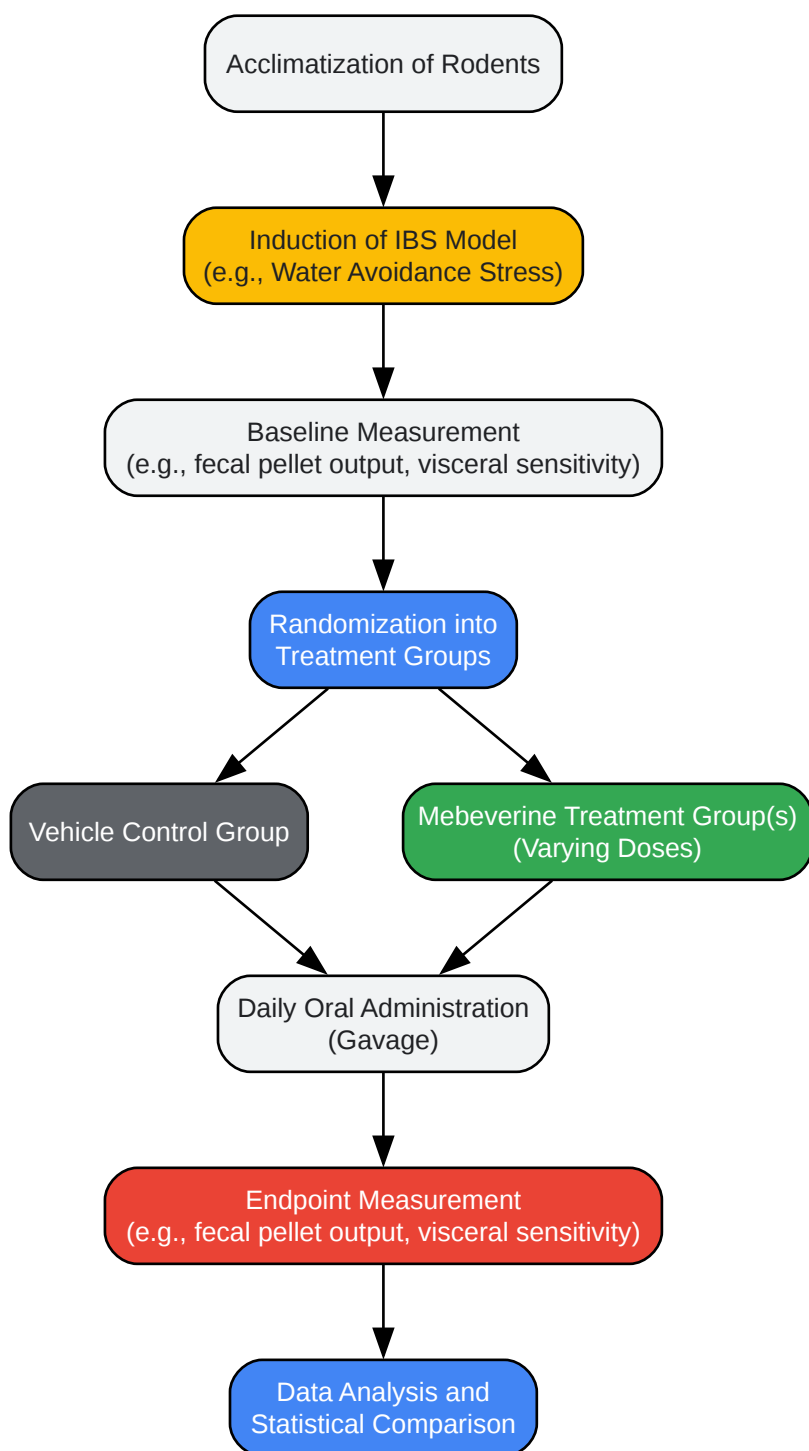 Acclimatization of Rodents
Induction of IBS Model
(e.g., Water Avoidance Stress)
Baseline Measurement
(e.g., fecal pellet output, visceral sensitivity)
Randomization into
Treatment Groups
Vehicle Control Group
Mebeverine Treatment Group(s)
(Varying Doses)
Daily Oral Administration
(Gavage)
Endpoint Measurement
(e.g., fecal pellet output, visceral sensitivity)
Data Analysis and
Statistical Comparison